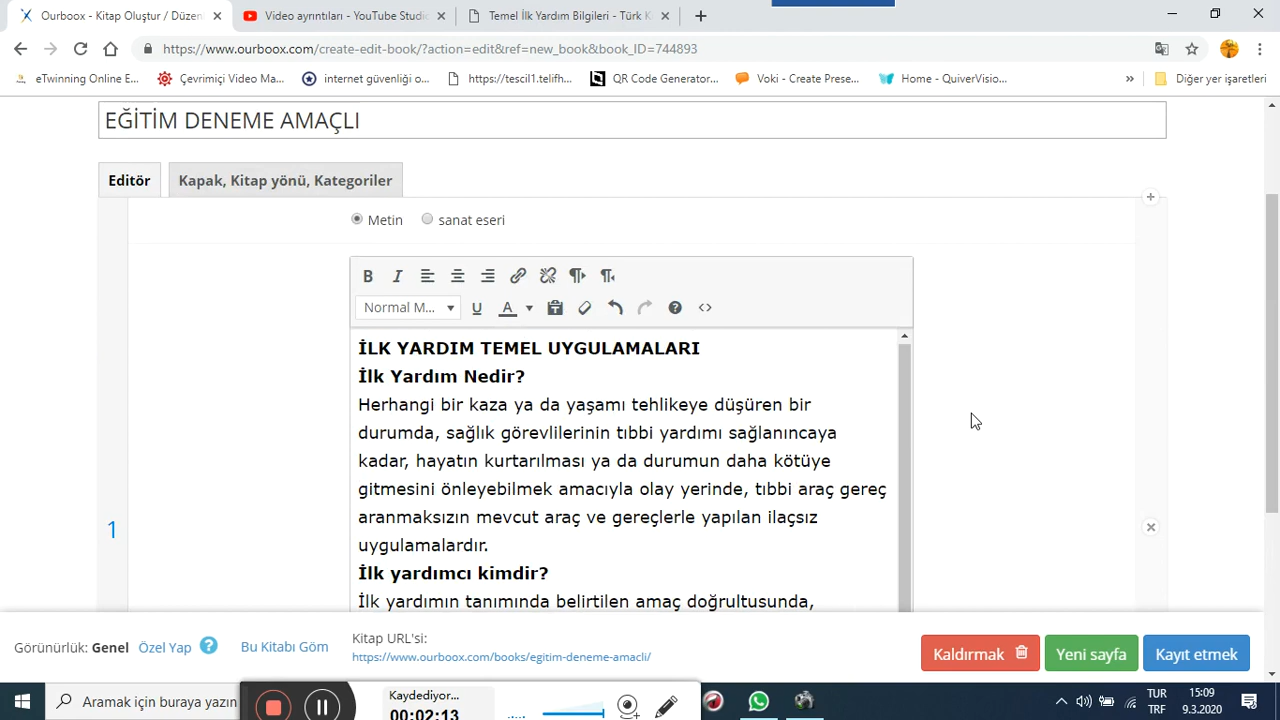 Ourboox - Kitap Oluştur / Düzen
Video ayrıntıları - YouTube Studio
Temel İlk Yardım Bilgileri - Türk K
https://www.ourboox.com/create-edit-book/?action=edit&ref=new_book&book_ID=744893
eTwinning Online E...
Çevrimiçi Video Ma...
internet güvenliği o...
https://tescil1.telifh...
QR Code Generator...
Voki - Create Prese...
Home - QuiverVisio...
»
Diğer yer işaretleri
EĞİTİM DENEME AMAÇLI
Editör
Kapak, Kitap yönü, Kategoriler
Metin
sanat eseri
Normal M...
İLK YARDIM TEMEL UYGULAMALARI
İlk Yardım Nedir?
Herhangi bir kaza ya da yaşamı tehlikeye düşüren bir
durumda, sağlık görevlilerinin tıbbi yardımı sağlanıncaya
kadar, hayatın kurtarılması ya da durumun daha kötüye
gitmesini önleyebilmek amacıyla olay yerinde, tıbbi araç gereç
aranmaksızın mevcut araç ve gereçlerle yapılan ilaçsız
uygulamalardır.
1
İlk yardımcı kimdir?
İlk yardımın tanımında belirtilen amaç doğrultusunda,
Görünürlük: Genel
Özel Yap
Bu Kitabı Göm
Kitap URL'si:
https://www.ourboox.com/books/egitim-deneme-amacli/
Kaldırmak
Yeni sayfa
Kayıt etmek
Aramak için buraya yazın
Kaydediyor...
00:02:13
TUR
TRF
15:09
9.3.2020